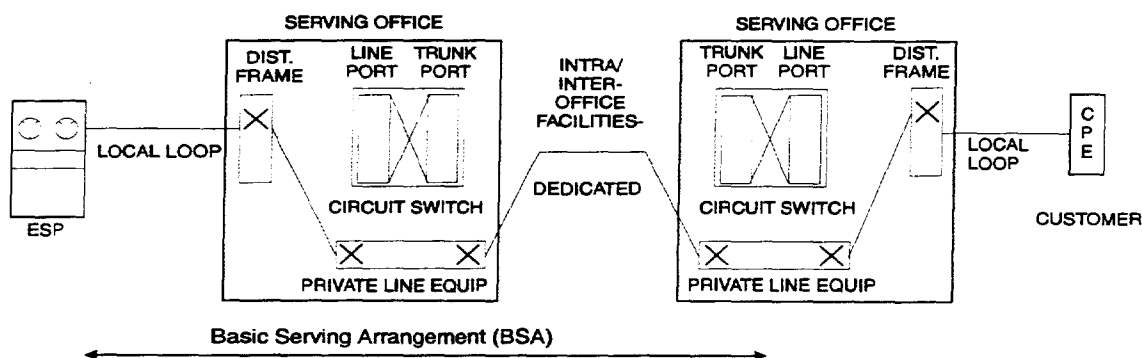 SERVING OFFICE
DIST.
FRAME
LINE
PORT
TRUNK
PORT
LOCAL LOOP
ESP
CIRCUIT SWITCH
PRIVATE LINE EQUIP
INTRA/
INTER-
OFFICE
FACILITIES-
DEDICATED
SERVING OFFICE
TRUNK
PORT
LINE
PORT
DIST.
FRAME
CIRCUIT SWITCH
PRIVATE LINE EQUIP
LOCAL
LOOP
C
P
E
CUSTOMER
Basic Serving Arrangement (BSA)